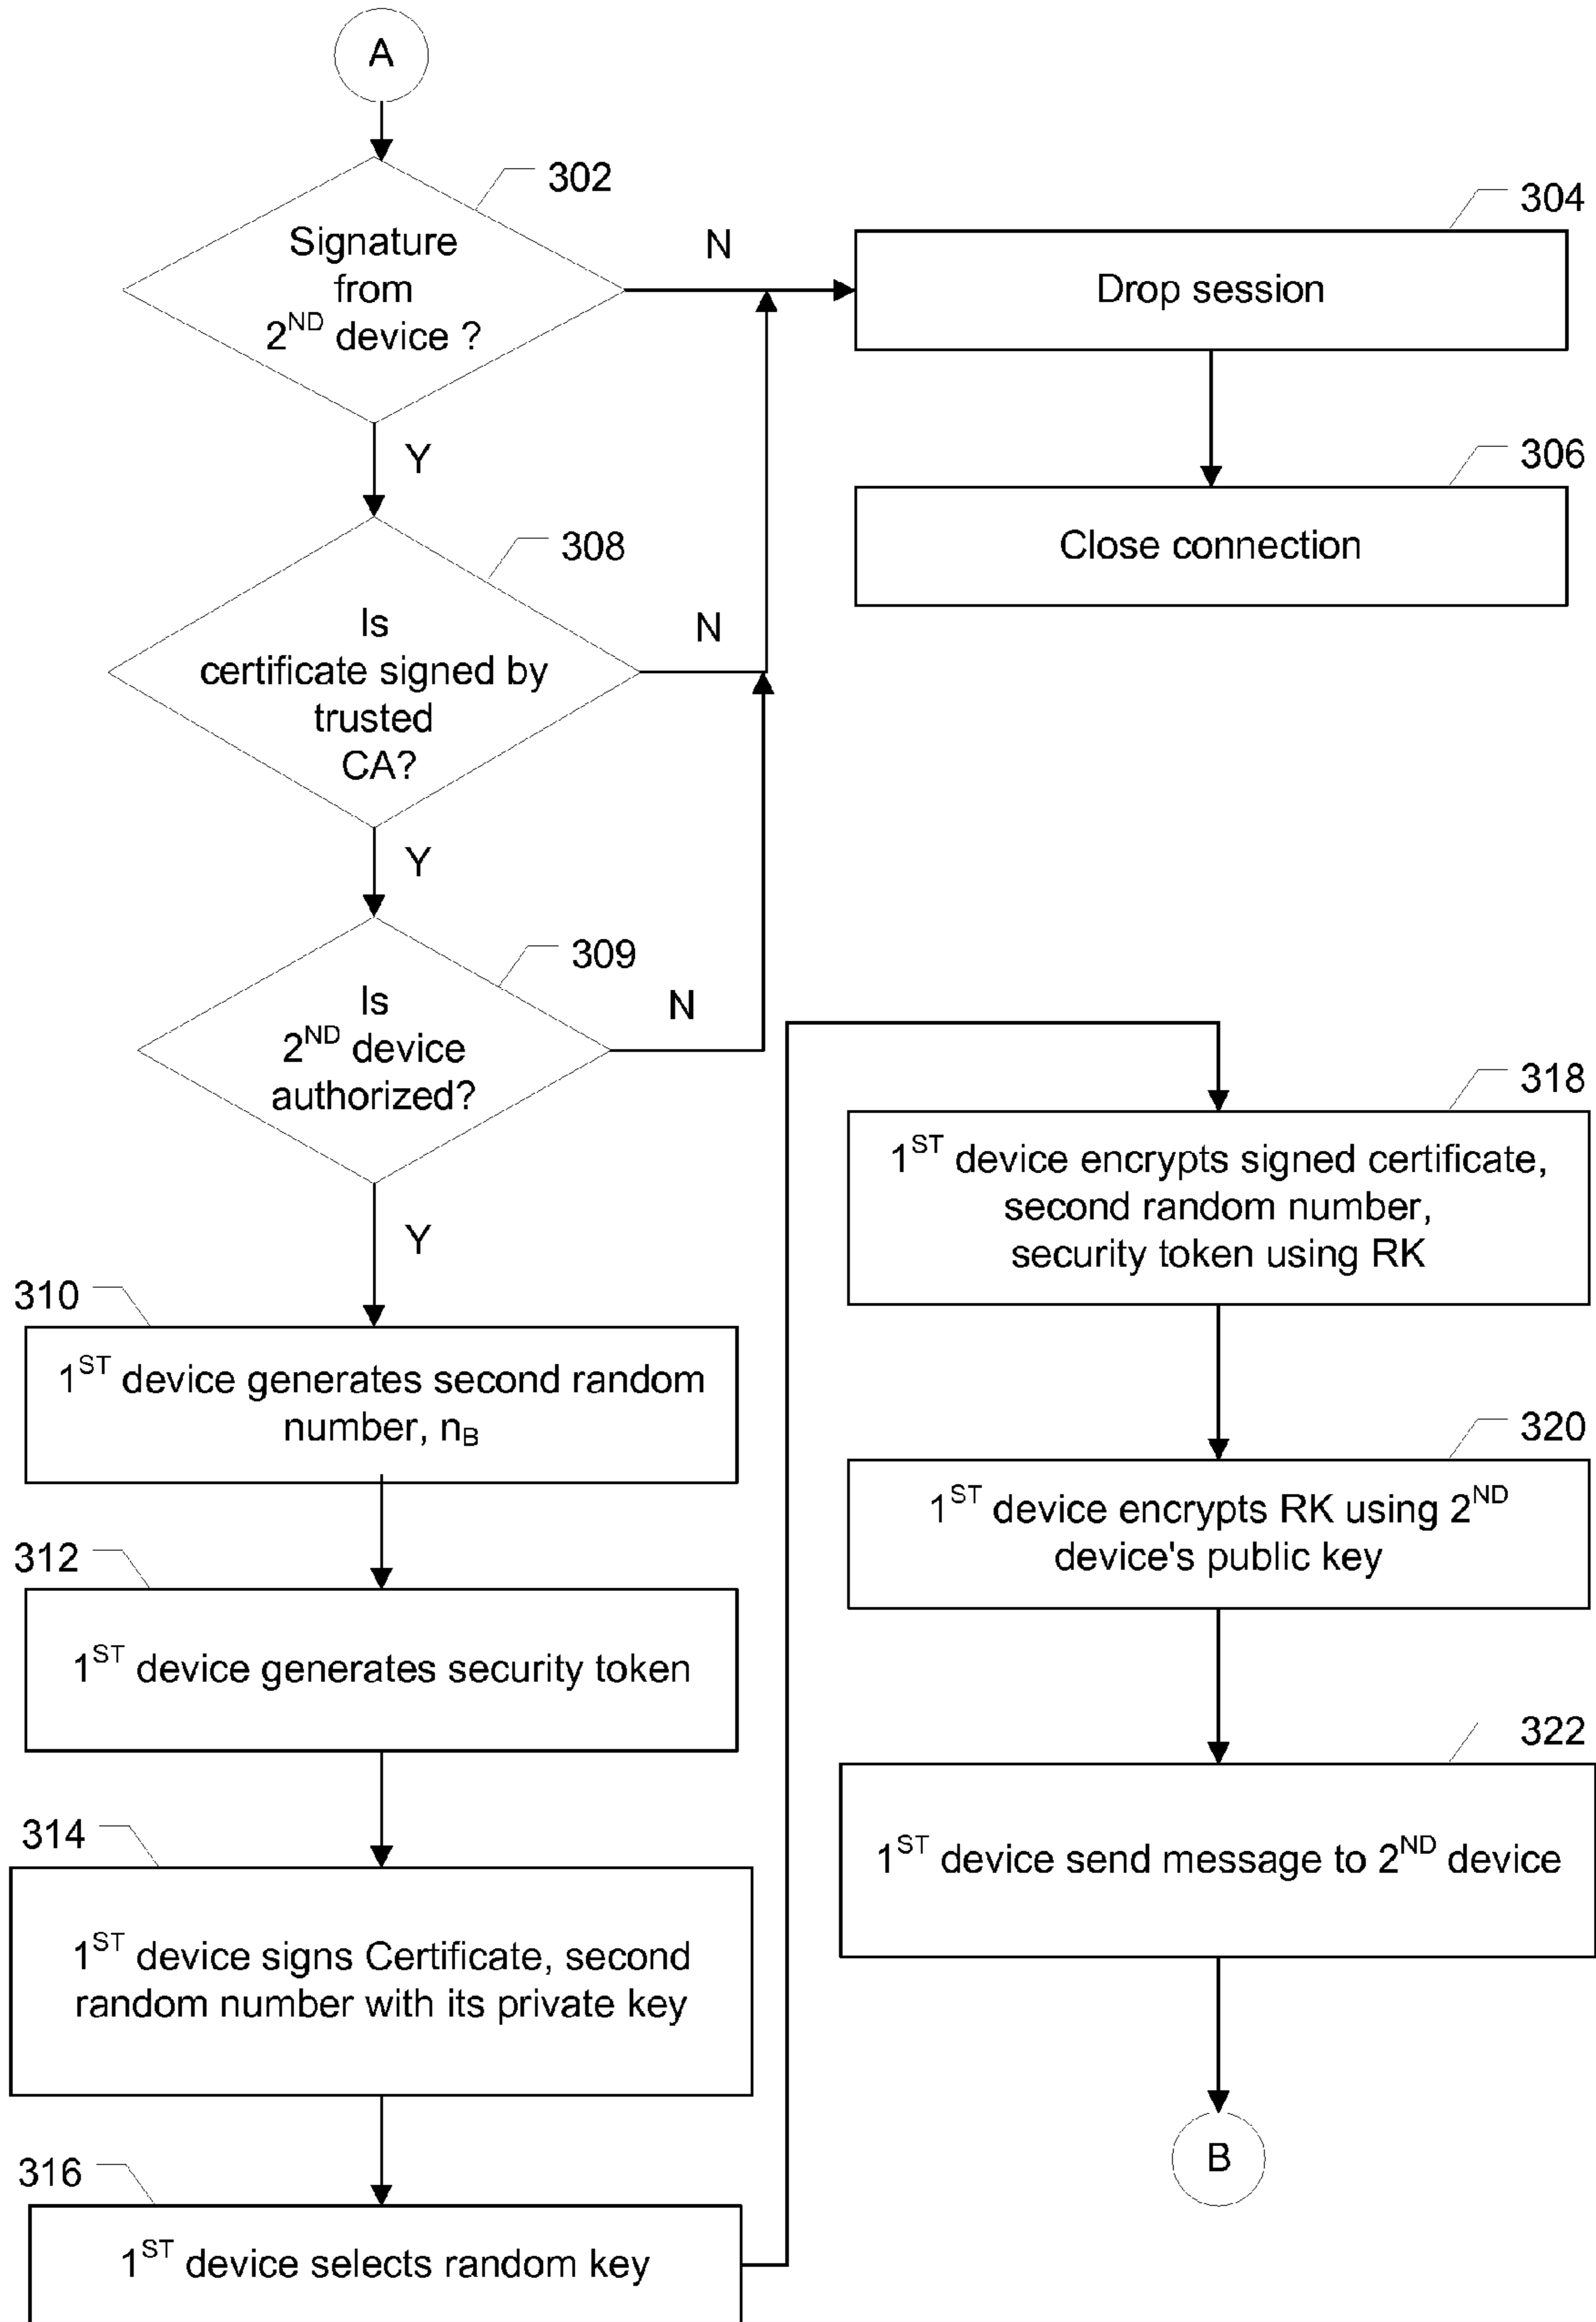 A
302
Signature
from
2ND device ?
N
Y
304
Drop session
306
Close connection
308
Is
certificate signed by
trusted
CA?
N
Y
309
Is
2ND device
authorized?
N
Y
310
1ST device generates second random
number, nB
312
1ST device generates security token
314
1ST device signs Certificate, second
random number with its private key
316
1ST device selects random key
318
1ST device encrypts signed certificate,
second random number,
security token using RK
320
1ST device encrypts RK using 2ND
device's public key
322
1ST device send message to 2ND device
B